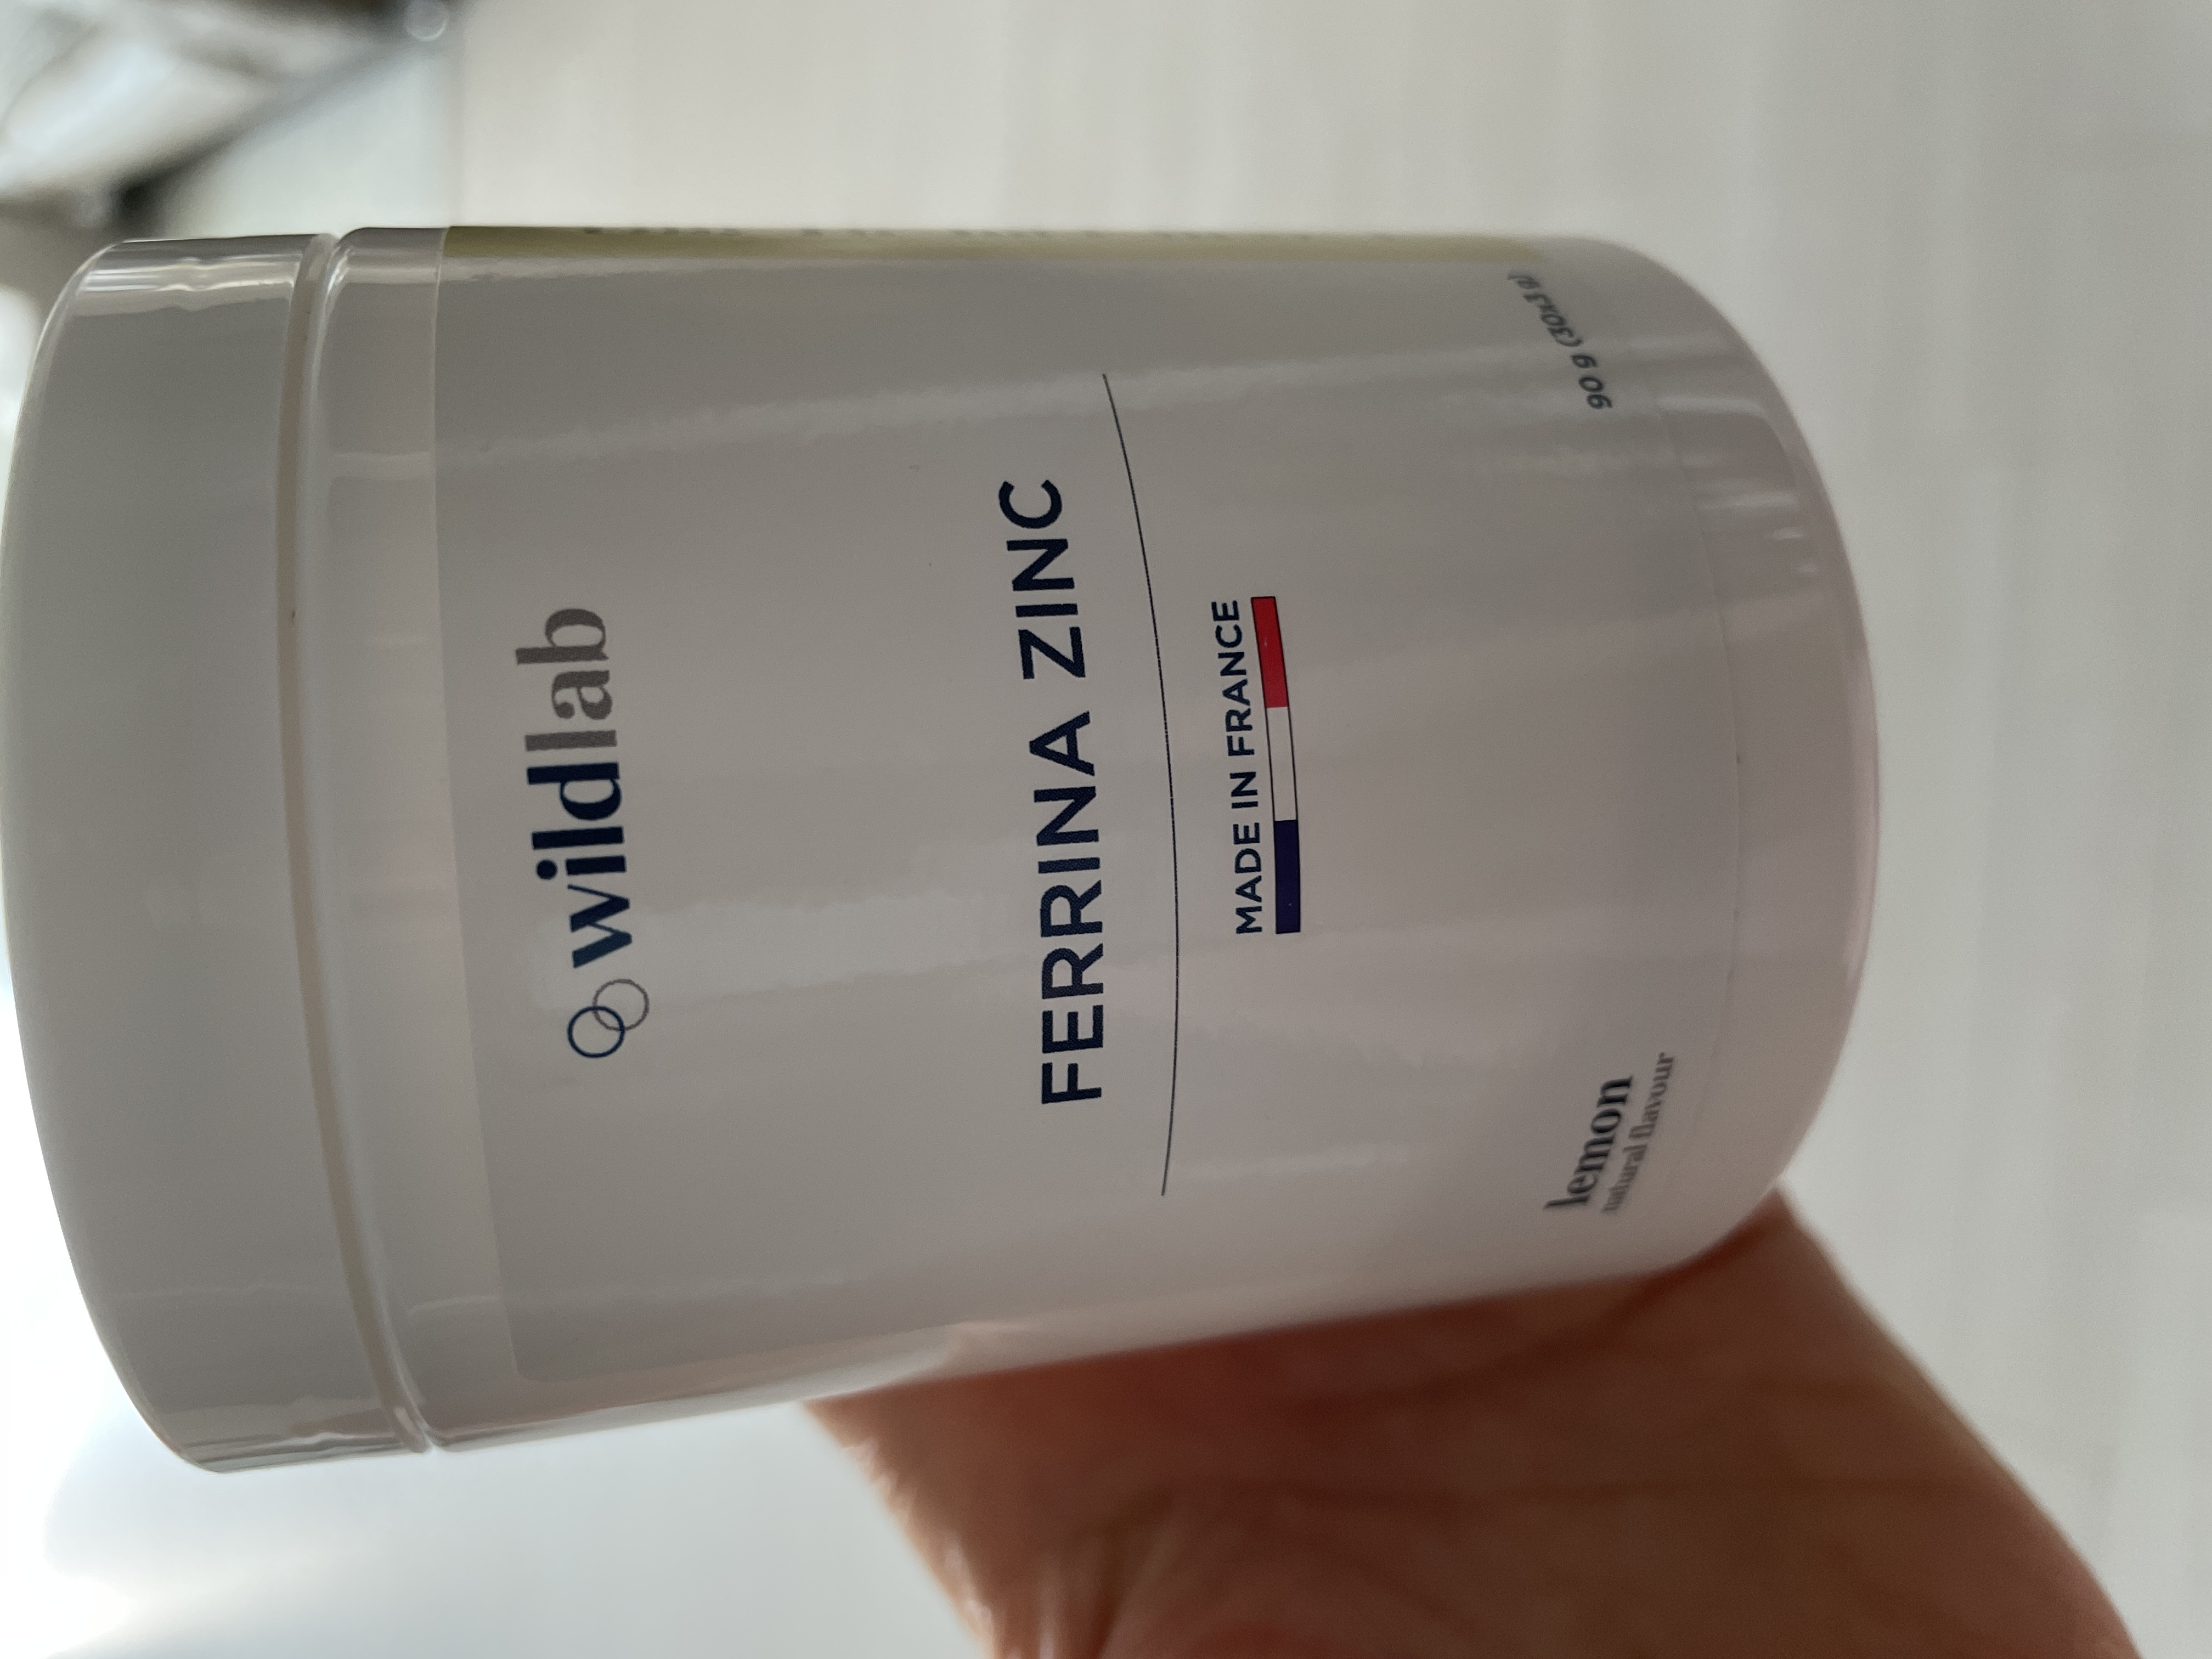 wildlab
FERRINA ZINC
MADE IN FRANCE
lemon
natural flavour
90 g (30x3 g)